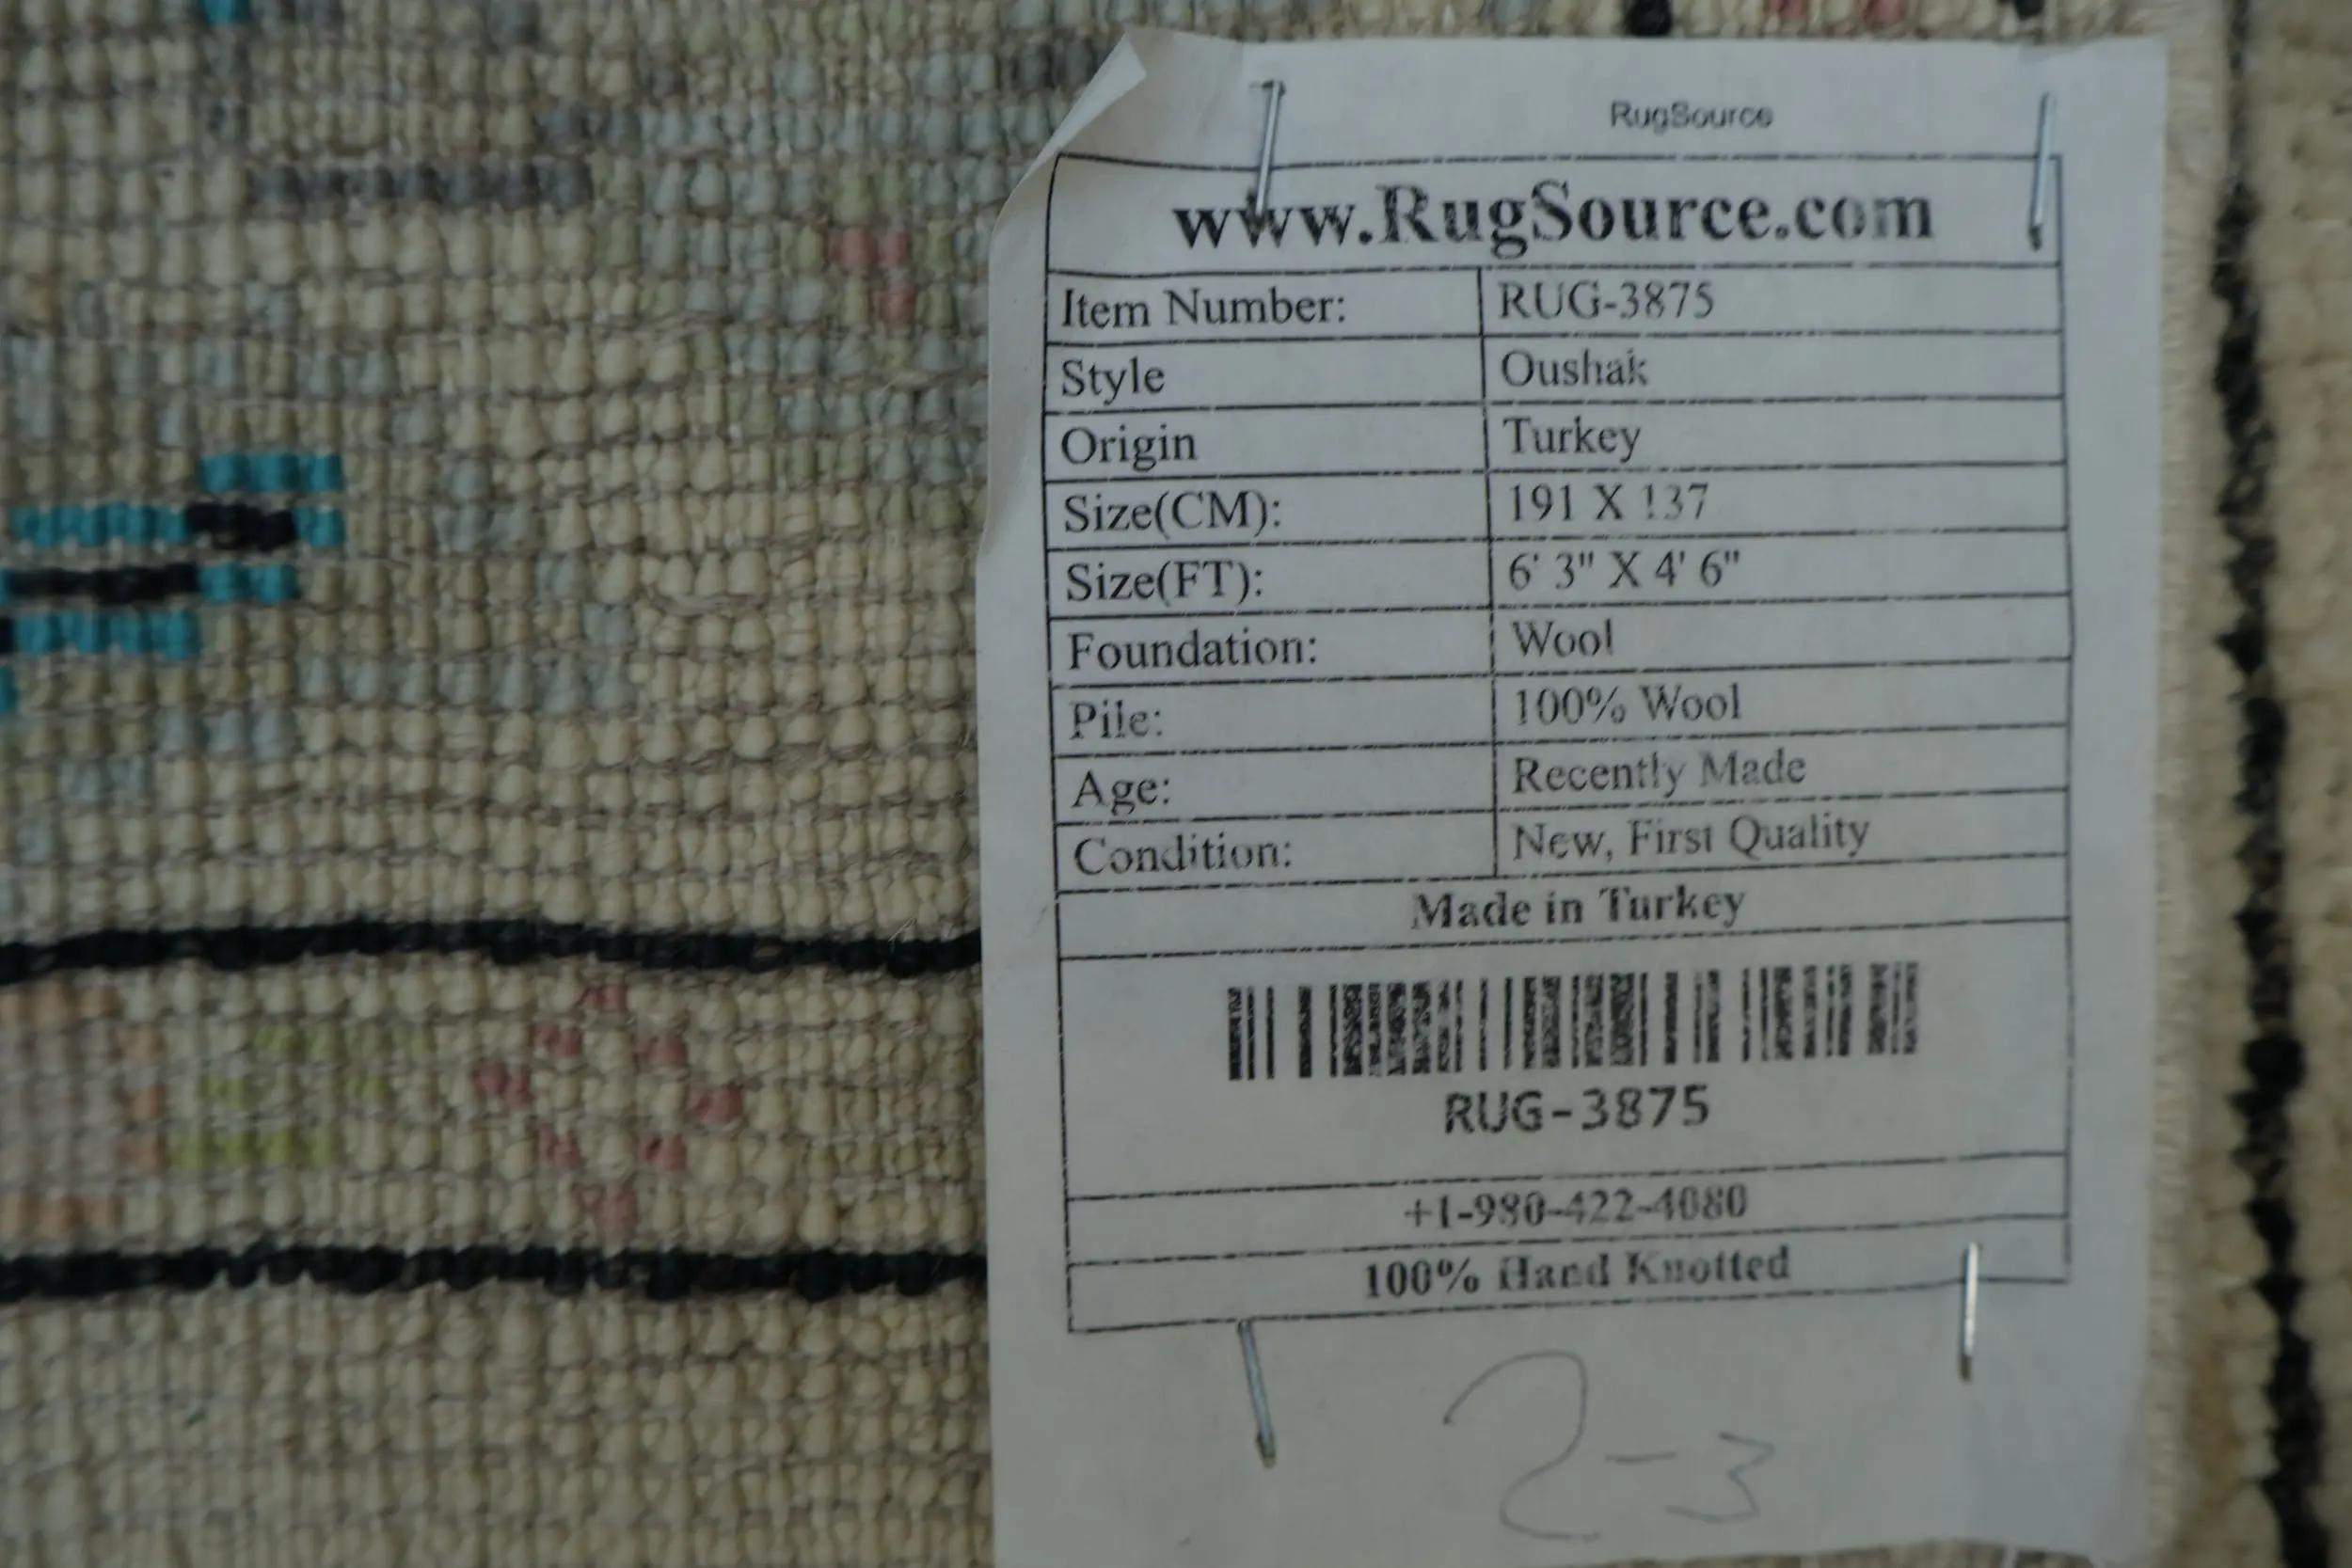 RugSource
www.RugSource.com
Item Number: RUG-3875
Style Oushak
Origin Turkey
Size(CM): 191 X 137
Size(FT): 6' 3" X 4' 6"
Foundation: Wool
Pile: 100% Wool
Age: Recently Made
Condition: New, First Quality
Made in Turkey
RUG-3875
+1-980-422-4080
100% Hand Knotted
2-3